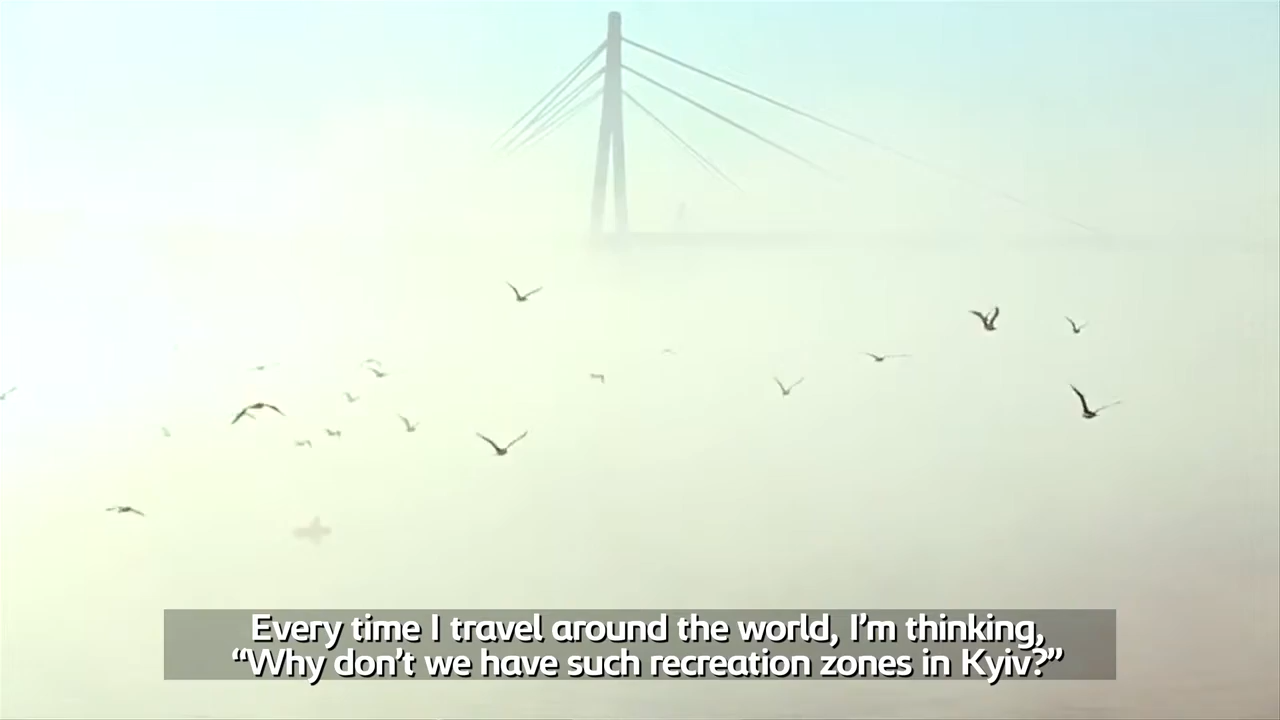 Every time I travel around the world, I’m thinking,
“Why don’t we have such recreation zones in Kyiv?”